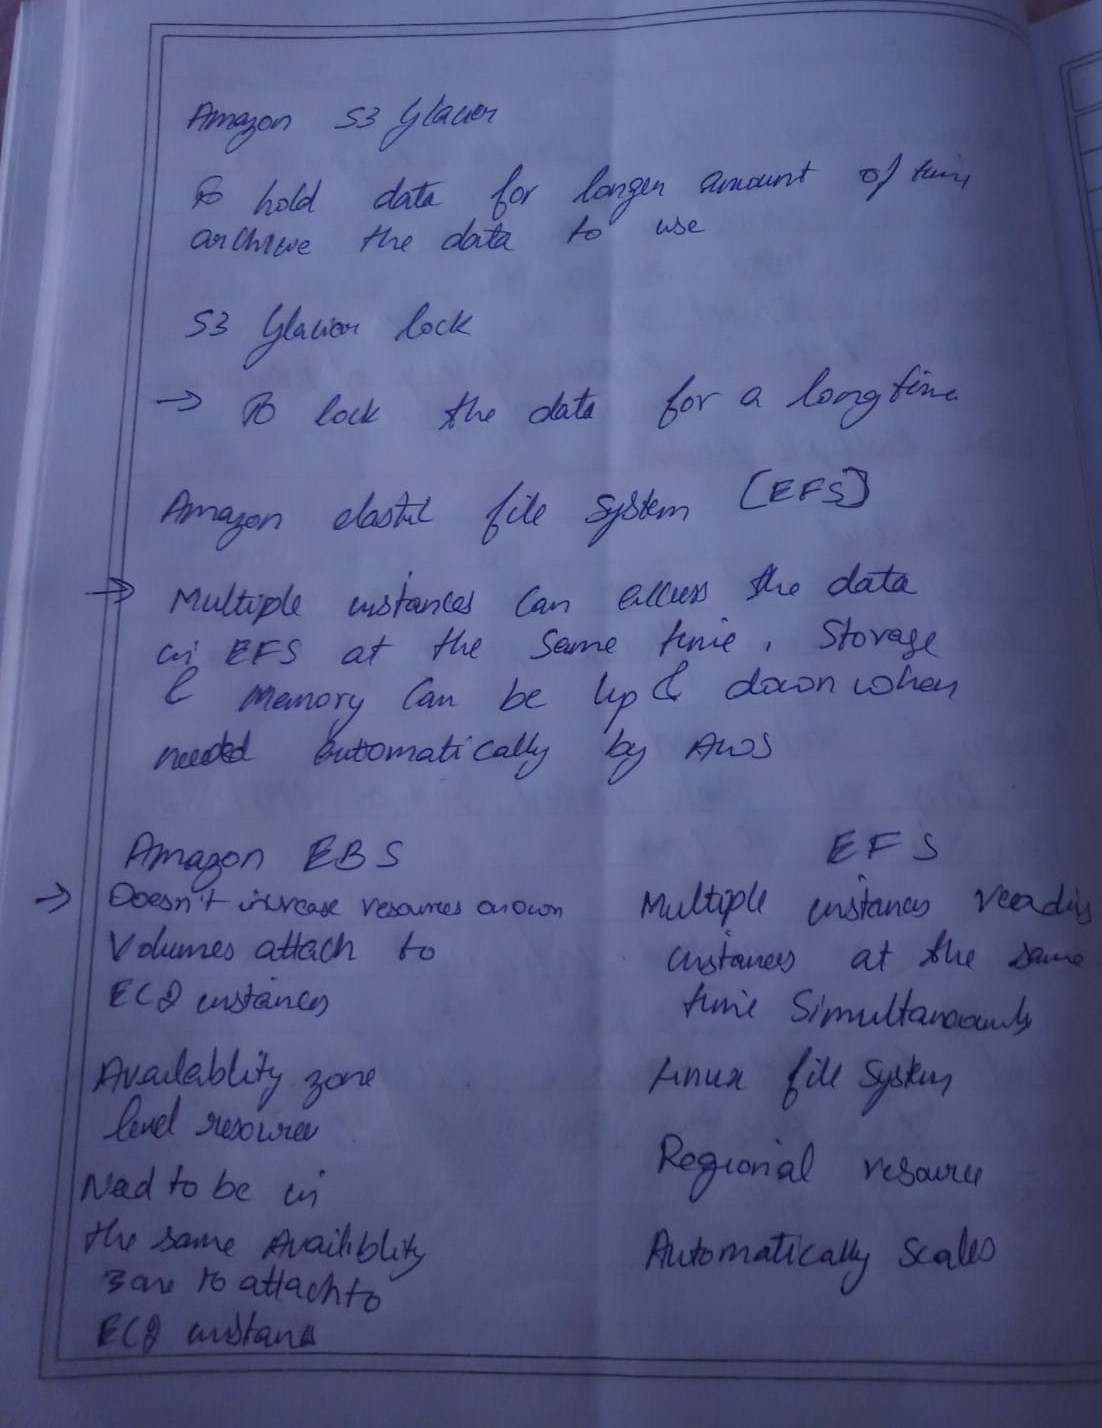 Amazon S3 Glacier
To hold data for longer amount of time
archive the data to use
S3 Glacier lock
→ To lock the data for a long time
Amazon elastic file system [EFS]
→ Multiple instances can access the data
in EFS at the same time, Storage
& Memory can be up & down when
needed automatically by AWS
Amazon EBS
→ Doesn't increase resources on own
Volumes attach to
EC2 instances
Availablity zone
level resource
Need to be in
the same Availiblity
zone to attach to
EC2 instans
EFS
Multiple instances reading
instances at the same
time Simultaneously
Linux file System
Regional resource
Automatically Scales